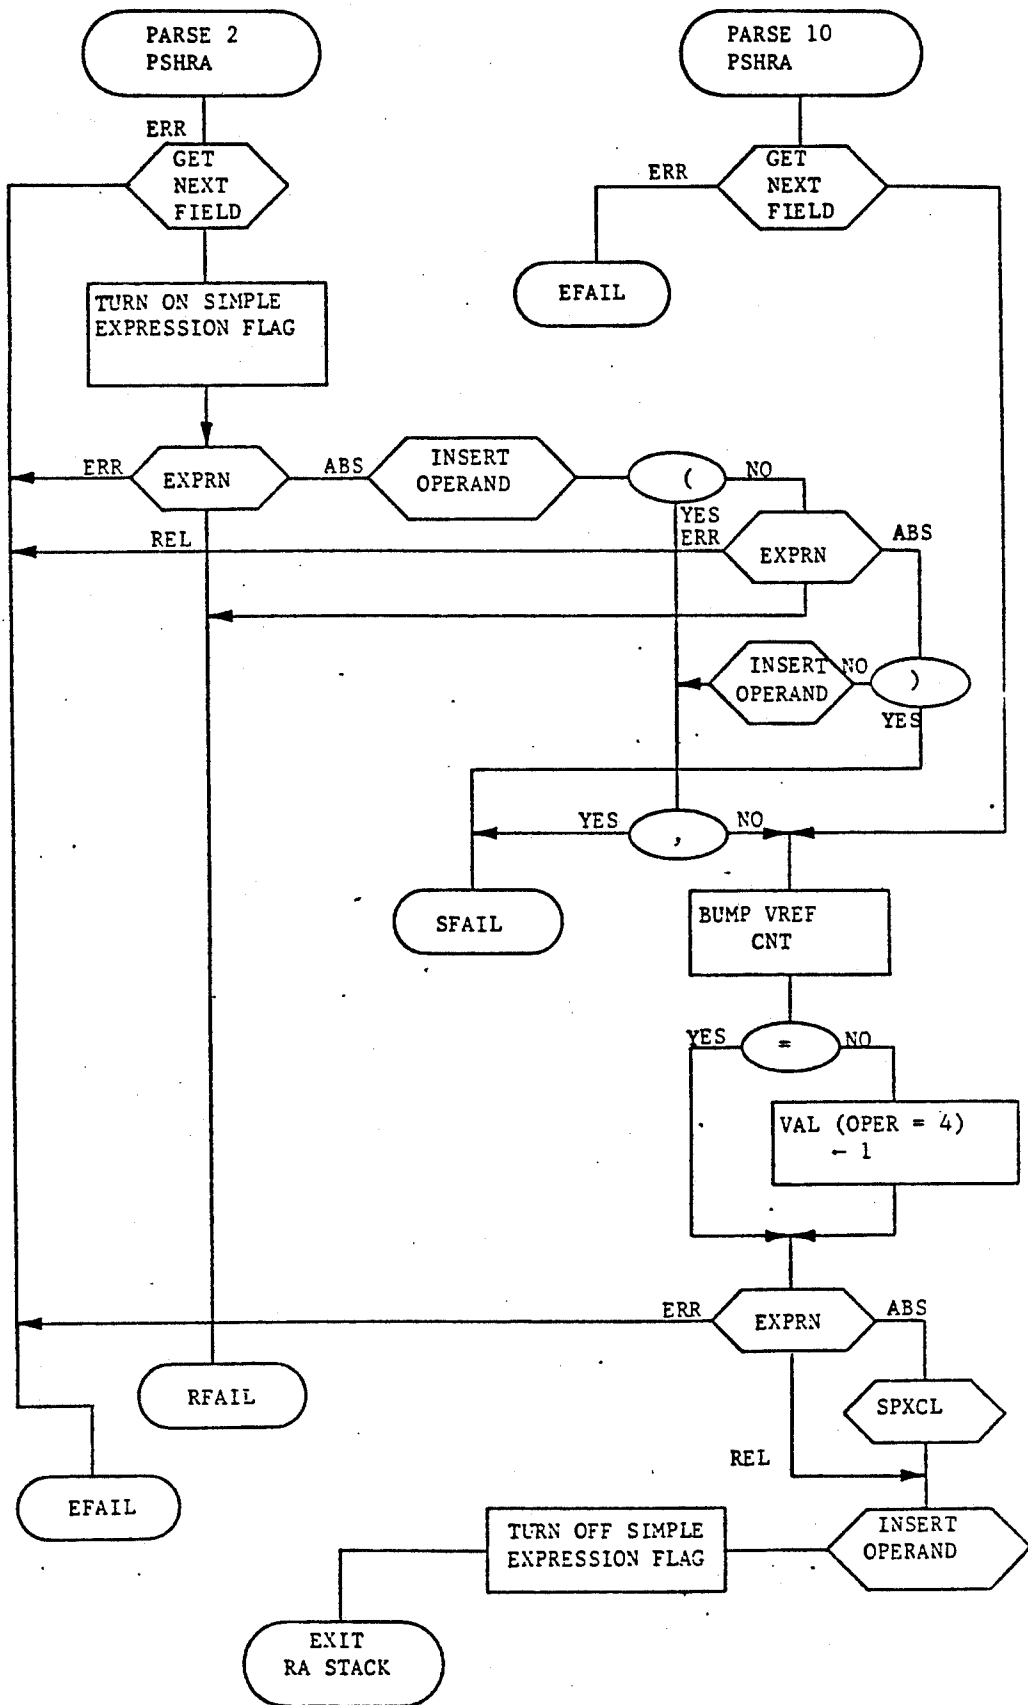 PARSE 2
PSHRA
PARSE 10
PSHRA
ERR
GET
NEXT
FIELD
ERR
GET
NEXT
FIELD
EFAIL
TURN ON SIMPLE
EXPRESSION FLAG
ERR
EXPRN
ABS
INSERT
OPERAND
(
NO
YES
REL
ERR
EXPRN
ABS
INSERT
OPERAND
NO
)
YES
YES
,
NO
SFAIL
BUMP VREF
CNT
YES
=
NO
VAL (OPER = 4)
← 1
ERR
EXPRN
ABS
RFAIL
SPXCL
REL
EFAIL
TURN OFF SIMPLE
EXPRESSION FLAG
INSERT
OPERAND
EXIT
RA STACK